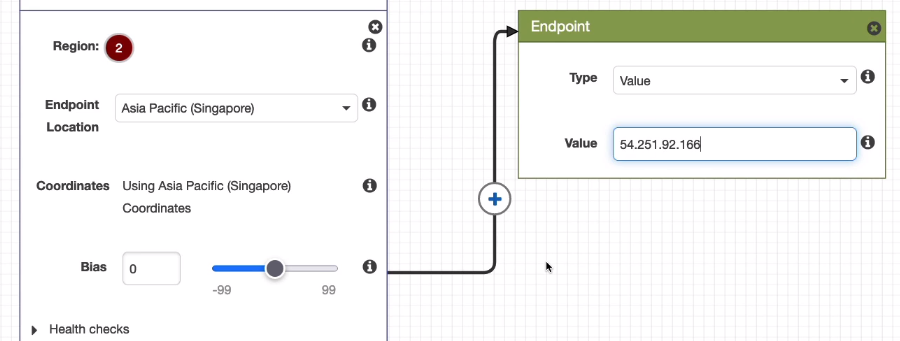 Region: 2
Endpoint Location
Asia Pacific (Singapore)
Coordinates
Using Asia Pacific (Singapore)
Coordinates
Bias
0
-99 99
Health checks
Endpoint
Type
Value
Value
54.251.92.166